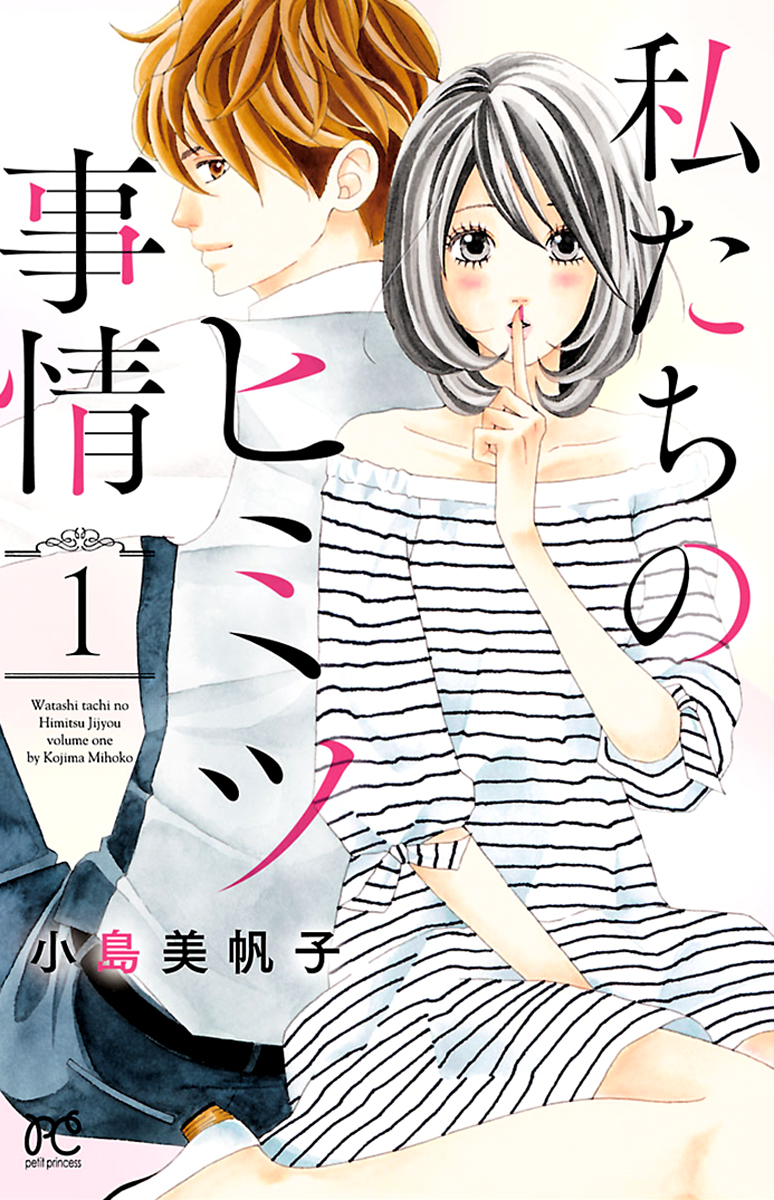 私たちの
ヒミツ
事情
1
Watashi tachi no
Himitsu Jijyou
volume one
by Kojima Mihoko
小島美帆子
PC
petit princess